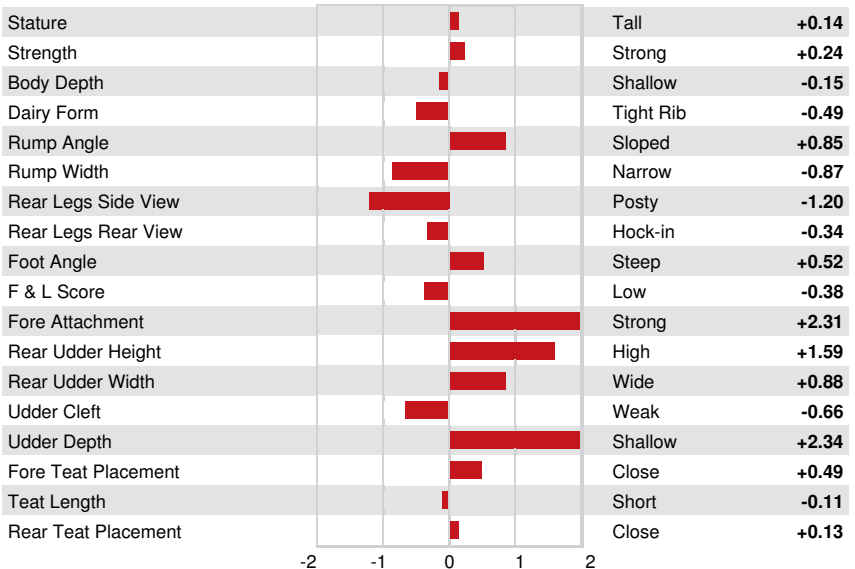 Stature Tall +0.14
Strength Strong +0.24
Body Depth Shallow -0.15
Dairy Form Tight Rib -0.49
Rump Angle Sloped +0.85
Rump Width Narrow -0.87
Rear Legs Side View Posty -1.20
Rear Legs Rear View Hock-in -0.34
Foot Angle Steep +0.52
F & L Score Low -0.38
Fore Attachment Strong +2.31
Rear Udder Height High +1.59
Rear Udder Width Wide +0.88
Udder Cleft Weak -0.66
Udder Depth Shallow +2.34
Fore Teat Placement Close +0.49
Teat Length Short -0.11
Rear Teat Placement Close +0.13
-2 -1 0 1 2